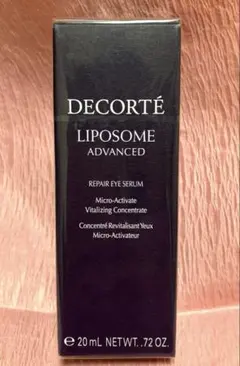 DECORTÉ
LIPOSOME
ADVANCED
REPAIR EYE SERUM
Micro-Activate
Vitalizing Concentrate
Concentré Revitalisant Yeux
Micro-Activateur
℮ 20 mL NET WT. .72 OZ.